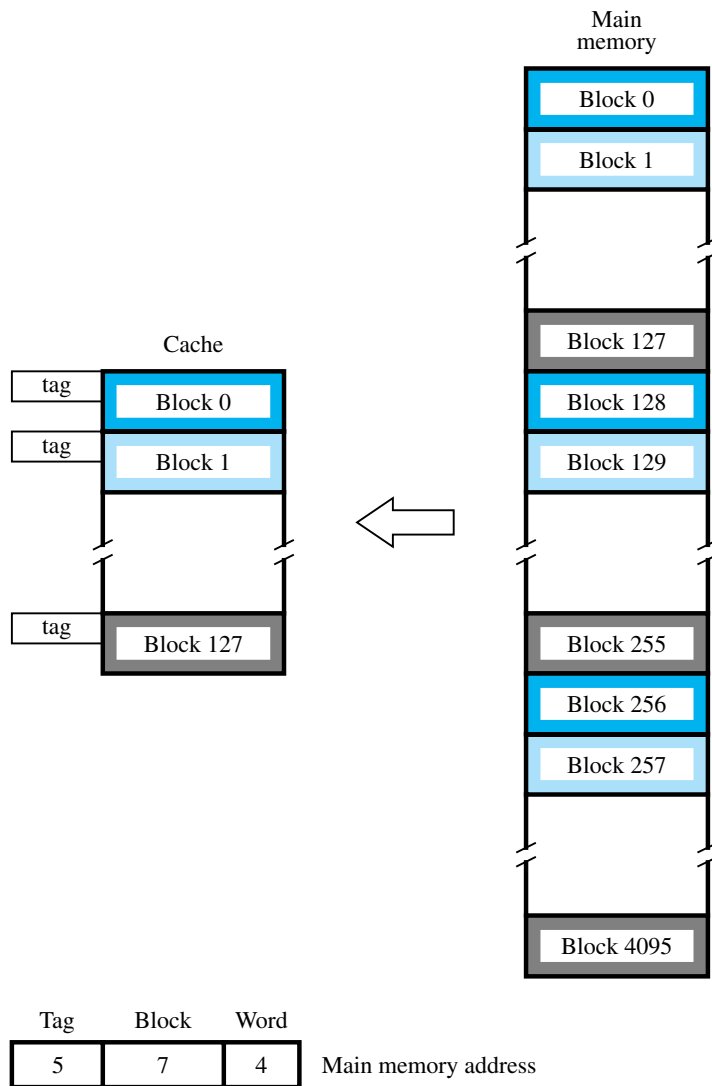 Main
memory
Block 0
Block 1
Block 127
Block 128
Block 129
Block 255
Block 256
Block 257
Block 4095
Cache
tag
Block 0
tag
Block 1
tag
Block 127
Tag Block Word
5 7 4 Main memory address